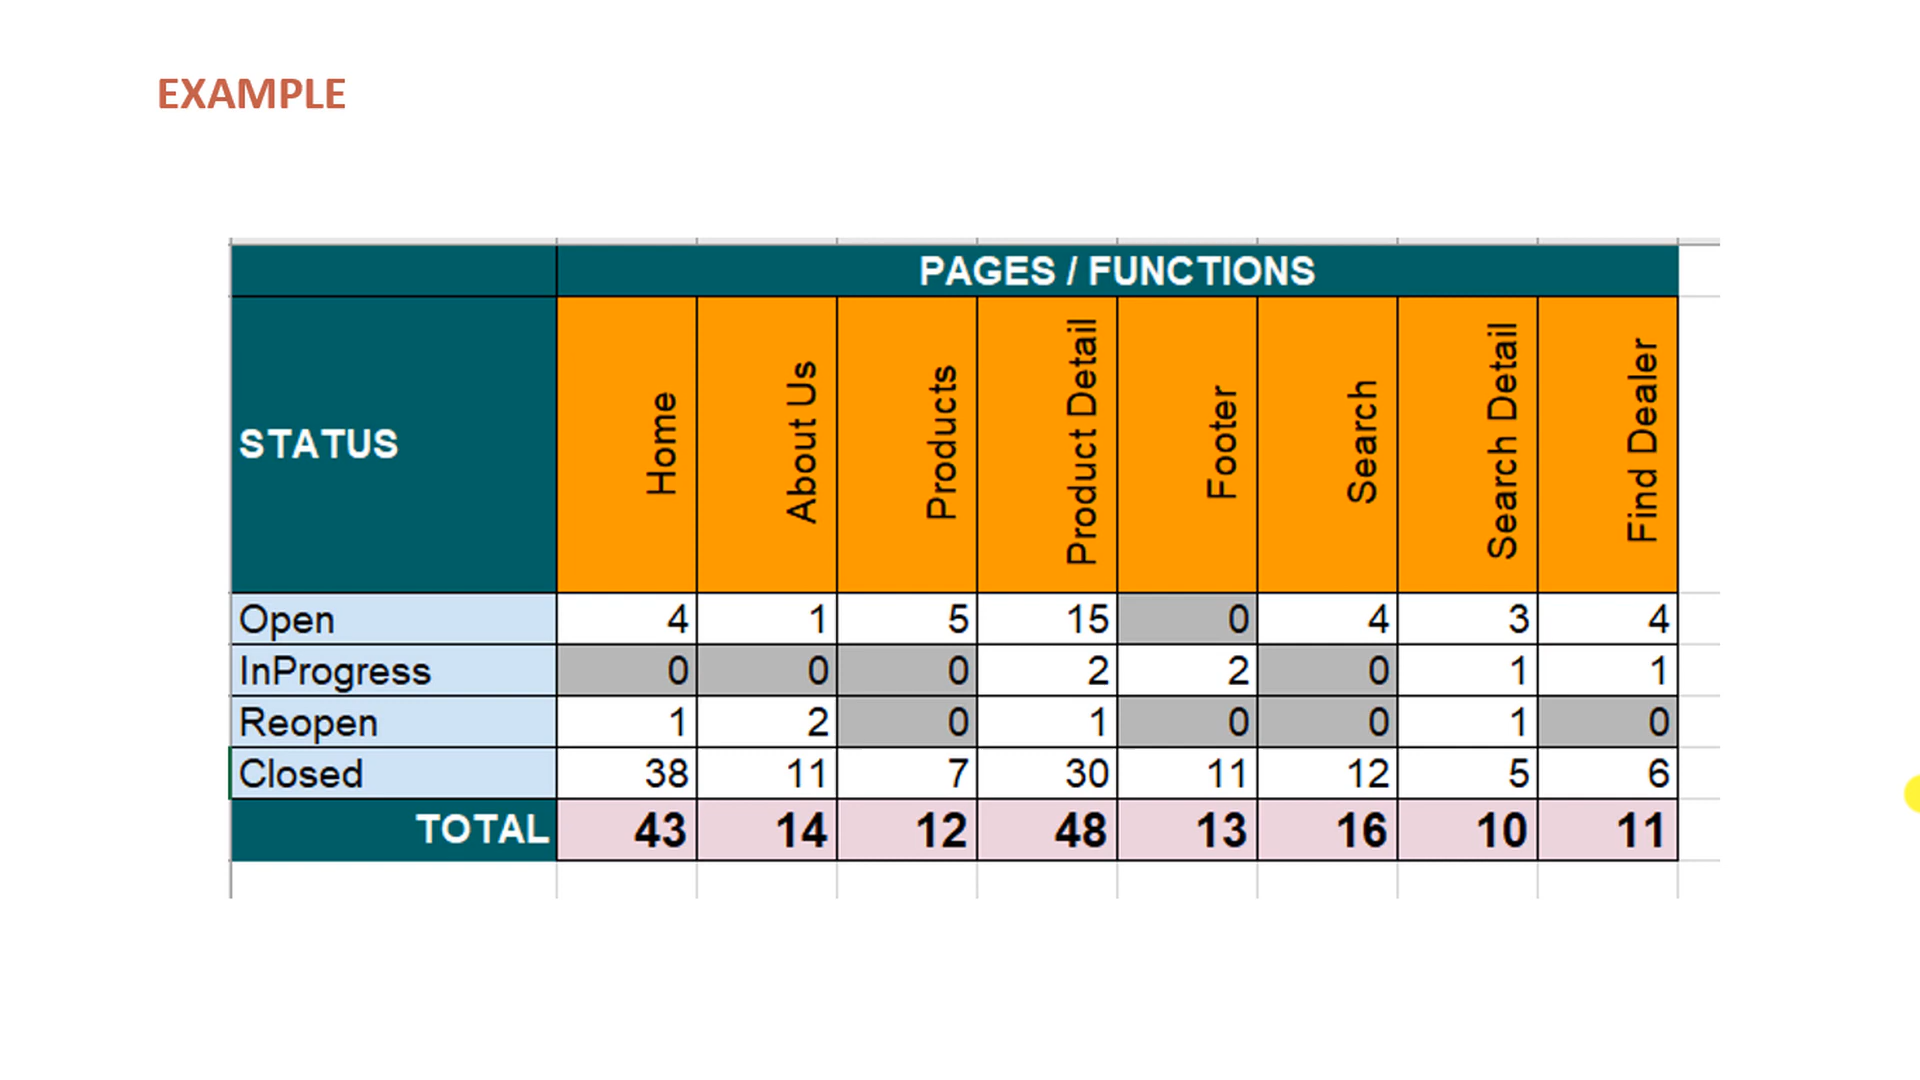 EXAMPLE
PAGES / FUNCTIONS
STATUS Home About Us Products Product Detail Footer Search Search Detail Find Dealer
Open 4 1 5 15 0 4 3 4
InProgress 0 0 0 2 2 0 1 1
Reopen 1 2 0 1 0 0 1 0
Closed 38 11 7 30 11 12 5 6
TOTAL 43 14 12 48 13 16 10 11